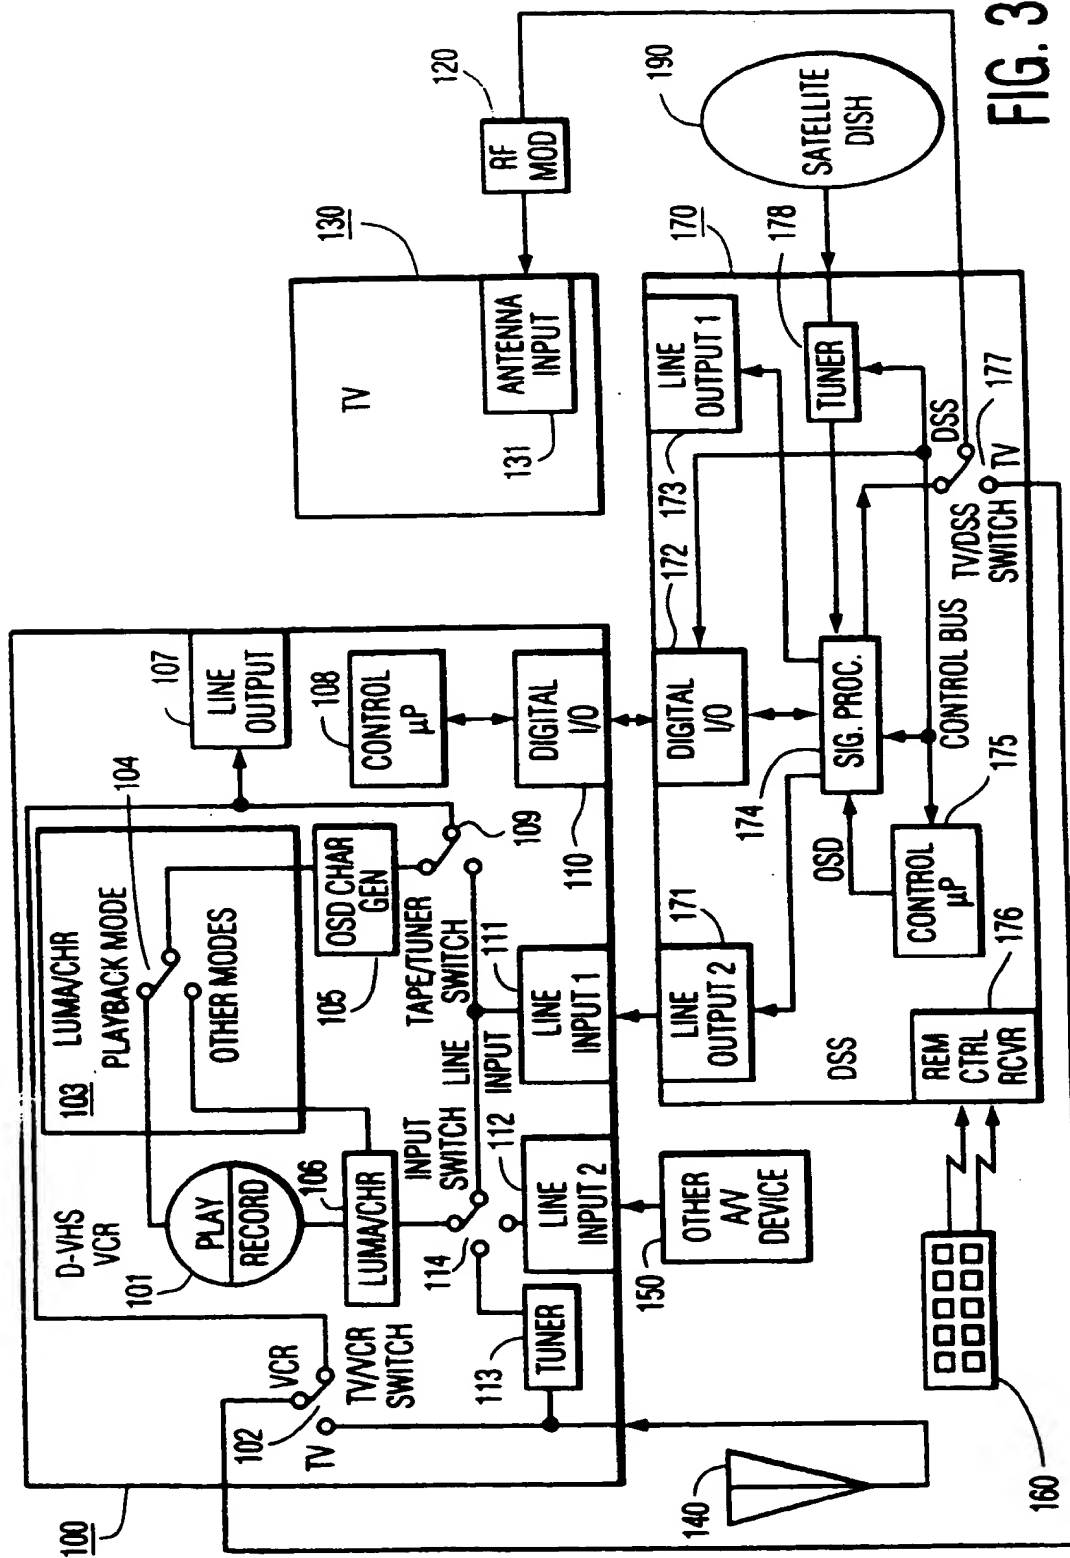 100
D-VHS
VCR
101
PLAY
RECORD
LUMA/CHR
103
PLAYBACK MODE
104
OTHER MODES
107
LINE
OUTPUT
VCR
102
TV
TV/VCR
SWITCH
106
LUMA/CHR
105
OSD CHAR
GEN
108
CONTROL
µP
109
TAPE/TUNER
SWITCH
INPUT
SWITCH
114
LINE
INPUT
113
TUNER
112
LINE
INPUT 2
111
LINE
INPUT 1
110
DIGITAL
I/O
TV
130
ANTENNA
INPUT
131
120
RF
MOD
140
150
OTHER
A/V
DEVICE
160
171
LINE
OUTPUT 2
172
DIGITAL
I/O
173
LINE
OUTPUT 1
170
178
TUNER
190
SATELLITE
DISH
DSS
174
SIG. PROC.
OSD
CONTROL
µP
175
CONTROL BUS
TV/DSS
SWITCH
DSS
TV
177
REM
CTRL
RCVR
176
FIG. 3